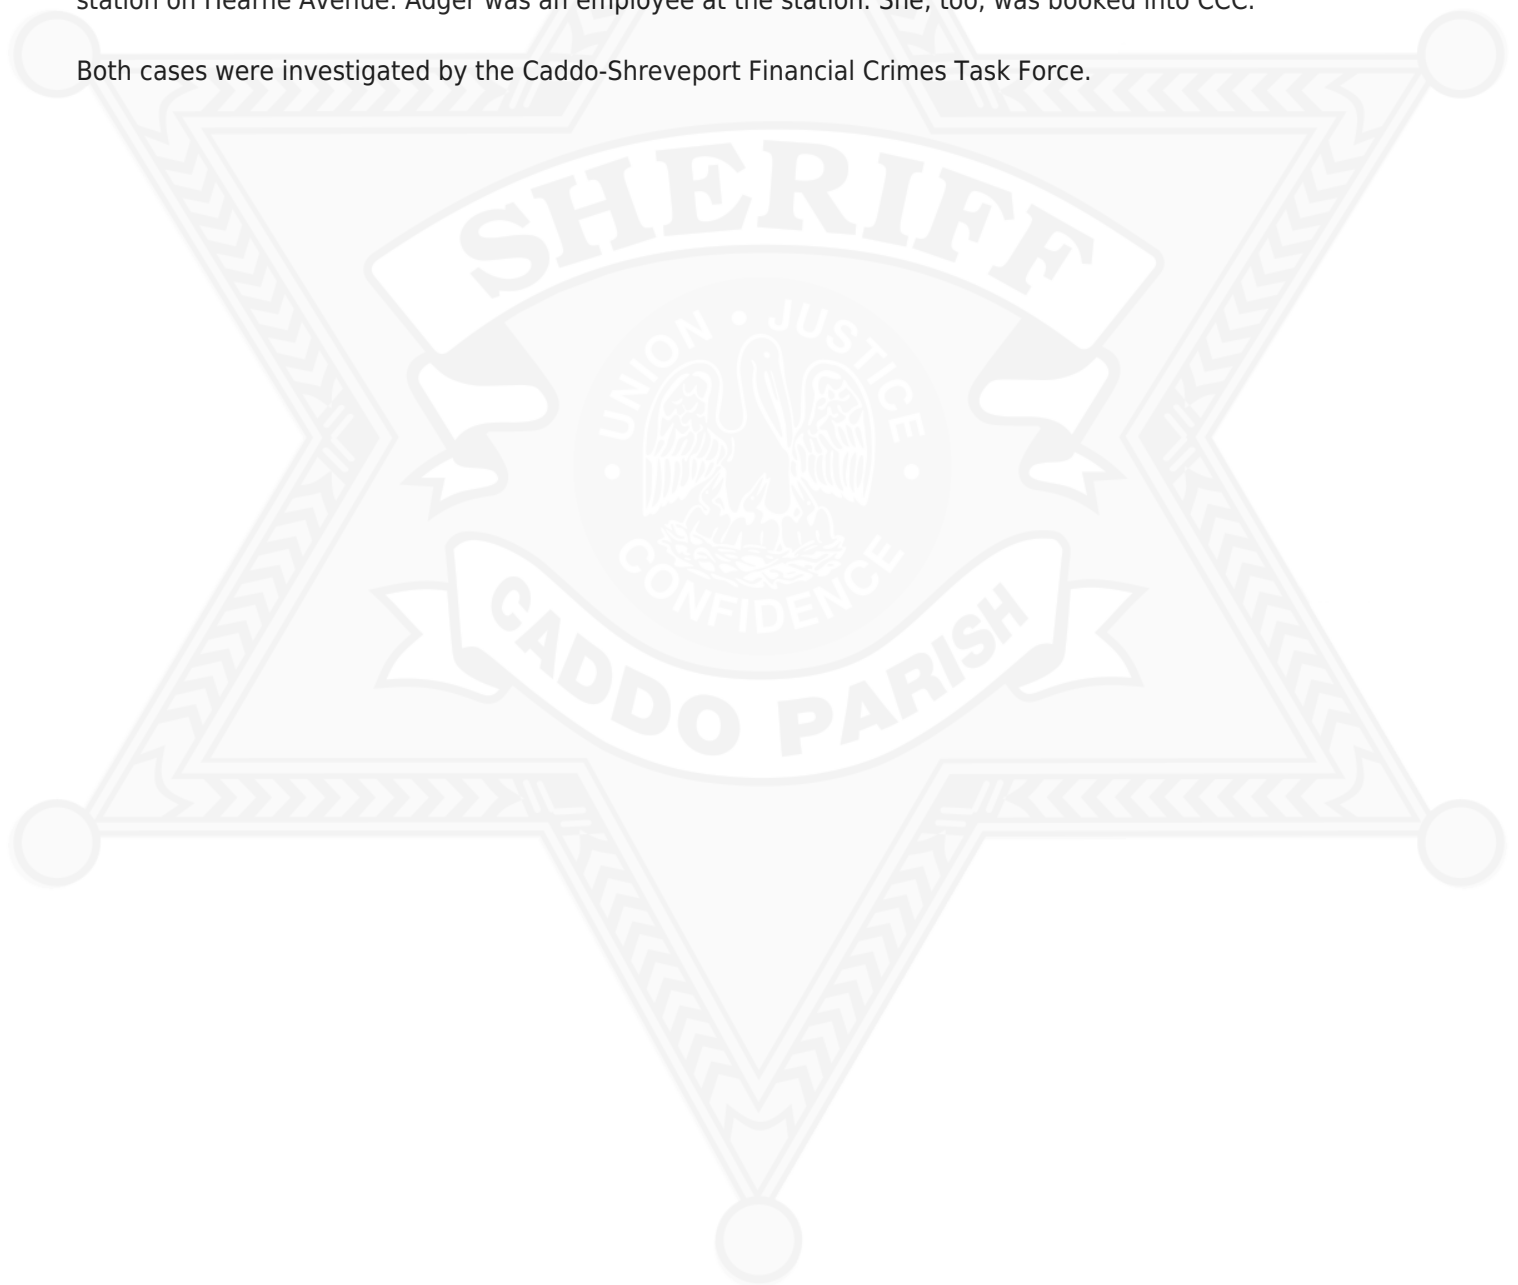 station on Hearne Avenue. Adger was an employee at the station. She, too, was booked into CCC.
Both cases were investigated by the Caddo-Shreveport Financial Crimes Task Force.
SHERIFF
UNION • JUSTICE
• CONFIDENCE •
CADDO PARISH